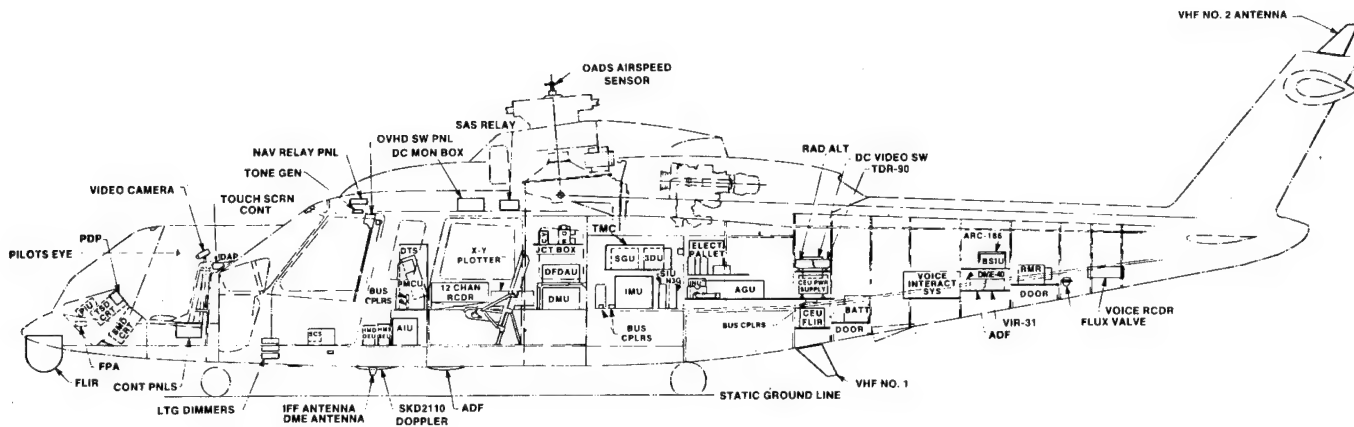 VHF NO. 2 ANTENNA
OADS AIRSPEED
SENSOR
SAS RELAY
OVHD SW PNL
DC MON BOX
NAV RELAY PNL
TONE GEN
TOUCH SCRN
CONT
VIDEO CAMERA
PDP
PILOTS EYE
RAD ALT
DC VIDEO SW
TDR-90
TMC
ELECT
PALLET
ARC-186
BSIU
DME-40
RMR
DOOR
VOICE
INTERACT
SYS
DTS
PMCU
BUS
CPLRS
X-Y
PLOTTER
12 CHAN
RCDR
JCT BOX
DFDAU
DMU
SGU
3DU
IMU
AGU
CEU PWR
SUPPLY
CEU
FLIR
BATT
DOOR
BUS CPLRS
BUS
CPLRS
AIU
VIR-31
ADF
VOICE RCDR
FLUX VALVE
FPA
FLIR
CONT PNLS
LTG DIMMERS
IFF ANTENNA
DME ANTENNA
SKD2110
DOPPLER
ADF
STATIC GROUND LINE
VHF NO. 1